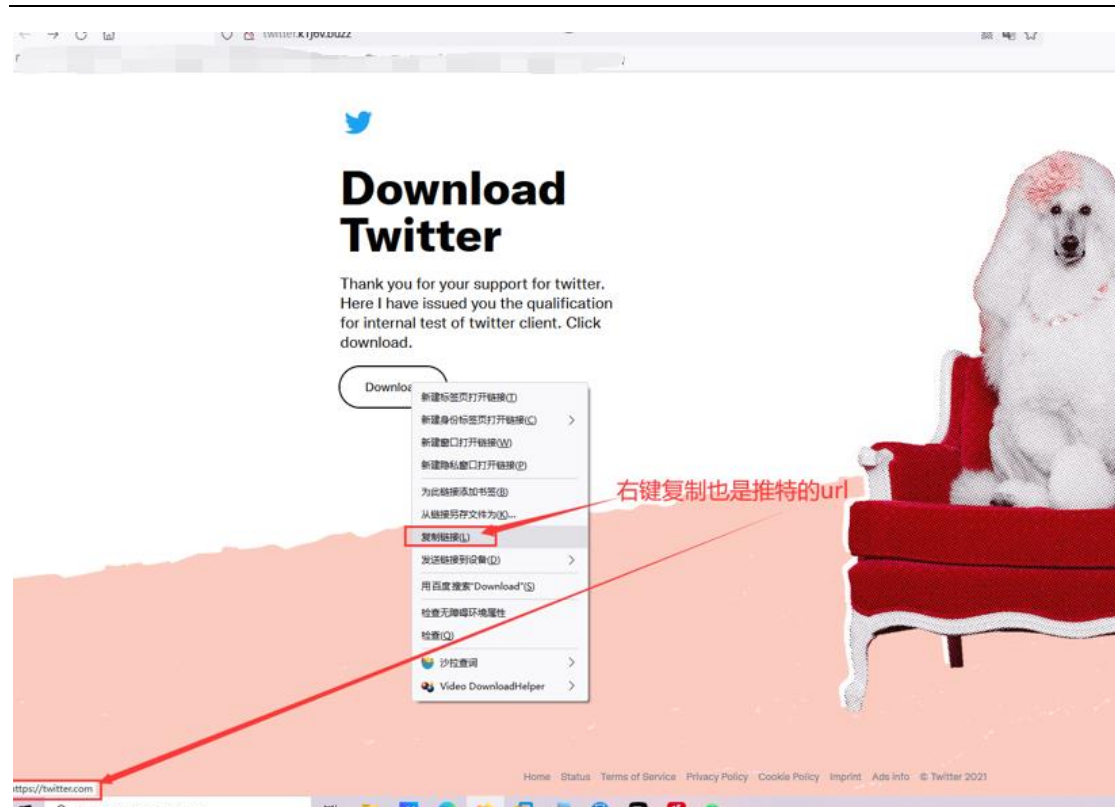 twitter.k1j6v.buzz
Download
Twitter
Thank you for your support for twitter.
Here I have issued you the qualification
for internal test of twitter client. Click
download.
Downloa
新建标签页打开链接(T)
新建身份标签页打开链接(C)
新建窗口打开链接(W)
新建隐私窗口打开链接(P)
为此链接添加书签(B)
从链接另存文件为(K)...
复制链接(L)
发送链接到设备(D)
用百度搜索"Download"(S)
检查无障碍环境属性
检查(Q)
沙拉查词
Video DownloadHelper
右键复制也是推特的url
Home Status Terms of Service Privacy Policy Cookie Policy Imprint Ads info © Twitter 2021
ttps://twitter.com